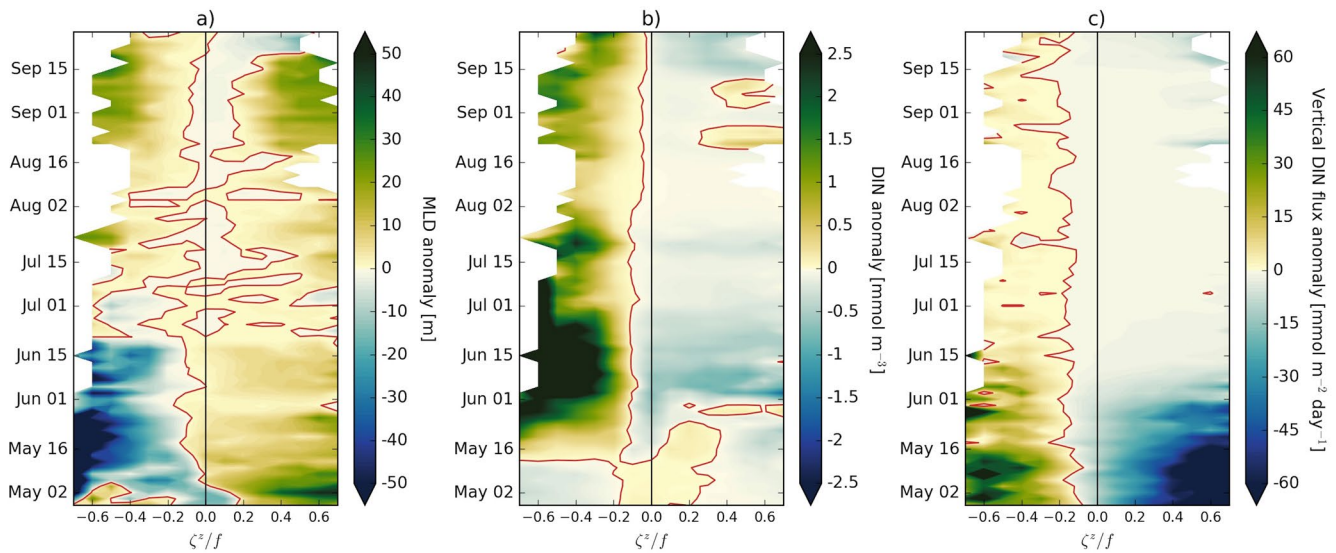 a)
Sep 15
Sep 01
Aug 16
Aug 02
Jul 15
Jul 01
Jun 15
Jun 01
May 16
May 02
−0.6 −0.4 −0.2 0.0 0.2 0.4 0.6
ζ^z/f
50
40
30
20
10
0
-10
-20
-30
-40
-50
MLD anomaly [m]
b)
Sep 15
Sep 01
Aug 16
Aug 02
Jul 15
Jul 01
Jun 15
Jun 01
May 16
May 02
−0.6 −0.4 −0.2 0.0 0.2 0.4 0.6
ζ^z/f
2.5
2
1.5
1
0.5
0
-0.5
-1
-1.5
-2
-2.5
DIN anomaly [mmol m⁻³]
c)
Sep 15
Sep 01
Aug 16
Aug 02
Jul 15
Jul 01
Jun 15
Jun 01
May 16
May 02
−0.6 −0.4 −0.2 0.0 0.2 0.4 0.6
ζ^z/f
60
45
30
15
0
-15
-30
-45
-60
Vertical DIN flux anomaly [mmol m⁻² day⁻¹]